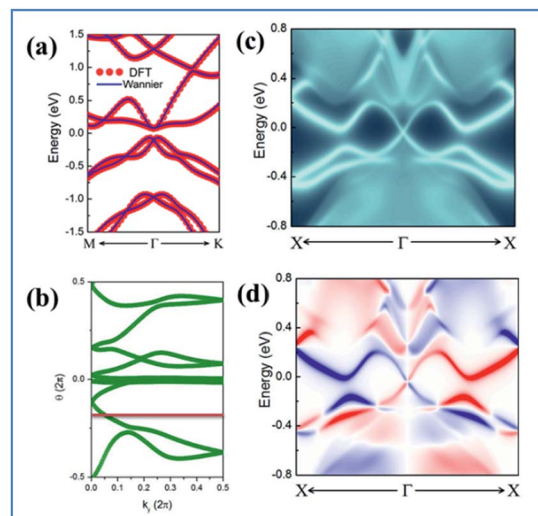 (a)
1.5
1.0
0.5
0.0
-0.5
-1.0
-1.5
Energy (eV)
DFT
Wannier
M Γ K
(b)
0.5
0.0
-0.5
θ (2π)
0.0 0.1 0.2 0.3 0.4 0.5
k_y (2π)
(c)
0.8
0.4
0.0
-0.4
-0.8
Energy (eV)
X Γ X
(d)
0.8
0.4
0.0
-0.4
-0.8
Energy (eV)
X Γ X